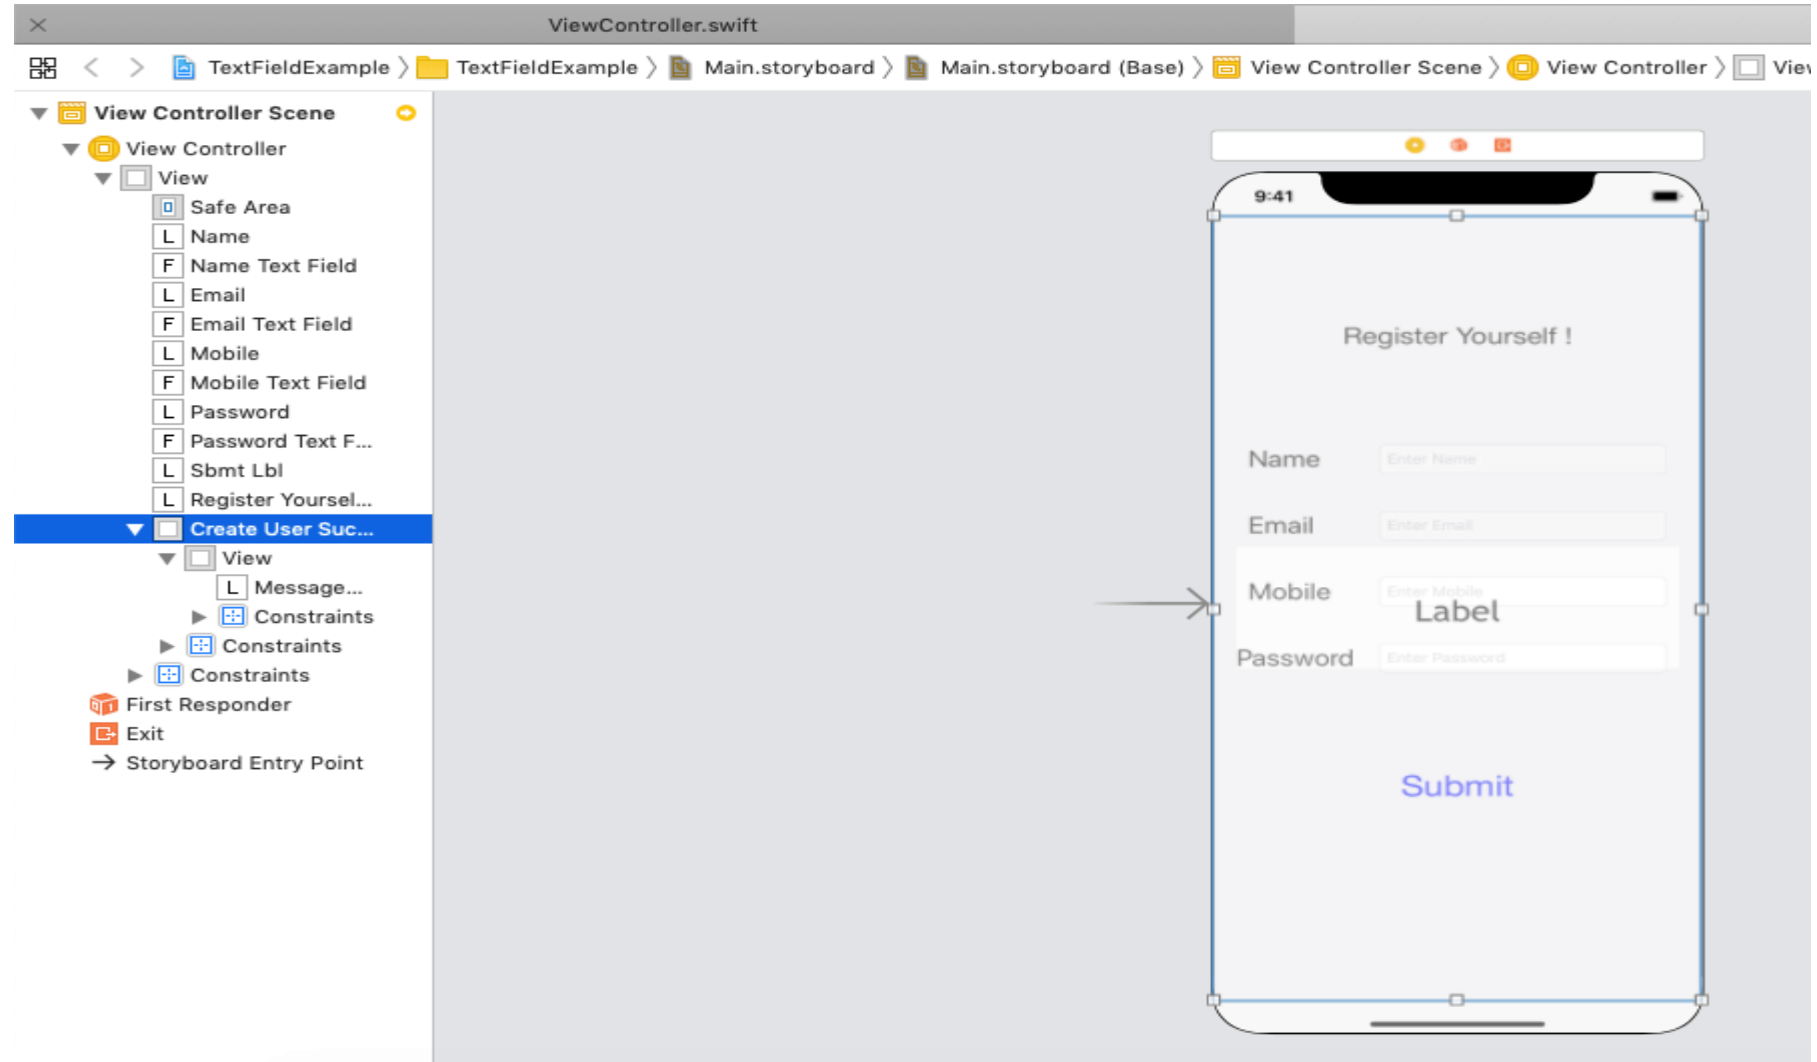 ViewController.swift
TextFieldExample TextFieldExample Main.storyboard Main.storyboard (Base) View Controller Scene View Controller View
View Controller Scene
View Controller
View
Safe Area
L Name
F Name Text Field
L Email
F Email Text Field
L Mobile
F Mobile Text Field
L Password
F Password Text F...
L Sbmt Lbl
L Register Yoursel...
Create User Suc...
View
L Message...
Constraints
Constraints
Constraints
First Responder
Exit
Storyboard Entry Point
9:41
Register Yourself !
Name Enter Name
Email Enter Email
Mobile Enter Mobile
Label
Password Enter Password
Submit